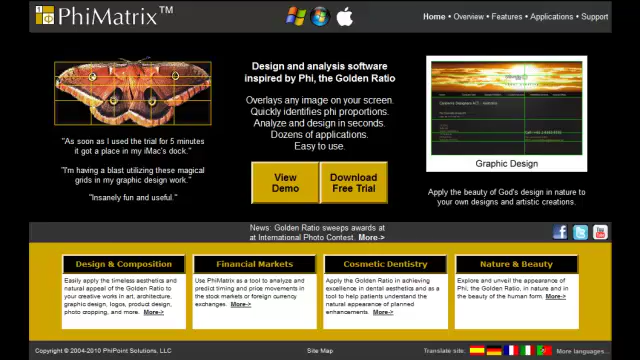 PhiMatrix™
Home • Overview • Features • Applications • Support
Design and analysis software
inspired by Phi, the Golden Ratio
Overlays any image on your screen.
Quickly identifies phi proportions.
Analyze and design in seconds.
Dozens of applications.
Easy to use.
"As soon as I used the trial for 5 minutes
it got a place in my iMac's dock."
"I'm having a blast utilizing these magical
grids in my graphic design work."
"Insanely fun and useful."
View
Demo
Download
Free Trial
Graphic Design
Apply the beauty of God's design in nature to
your own designs and artistic creations.
News: Golden Ratio sweeps awards at
at International Photo Contest. More->
Design & Composition
Easily apply the timeless aesthetics and
natural appeal of the Golden Ratio to
your creative works in art, architecture,
graphic design, logos, product design,
photo cropping, and more. More->
Financial Markets
Use PhiMatrix as a tool to analyze and
predict timing and price movements in
the stock markets or foreign currency
exchanges. More->
Cosmetic Dentistry
Apply the Golden Ratio in achieving
excellence in dental aesthetics and as a
tool to help patients understand the
natural appearance of planned
enhancements. More->
Nature & Beauty
Explore and unveil the appearance of
Phi, the Golden Ratio, in nature and in
the beauty of the human form. More->
Copyright © 2004-2010 PhiPoint Solutions, LLC
Site Map
Translate site:
More languages...